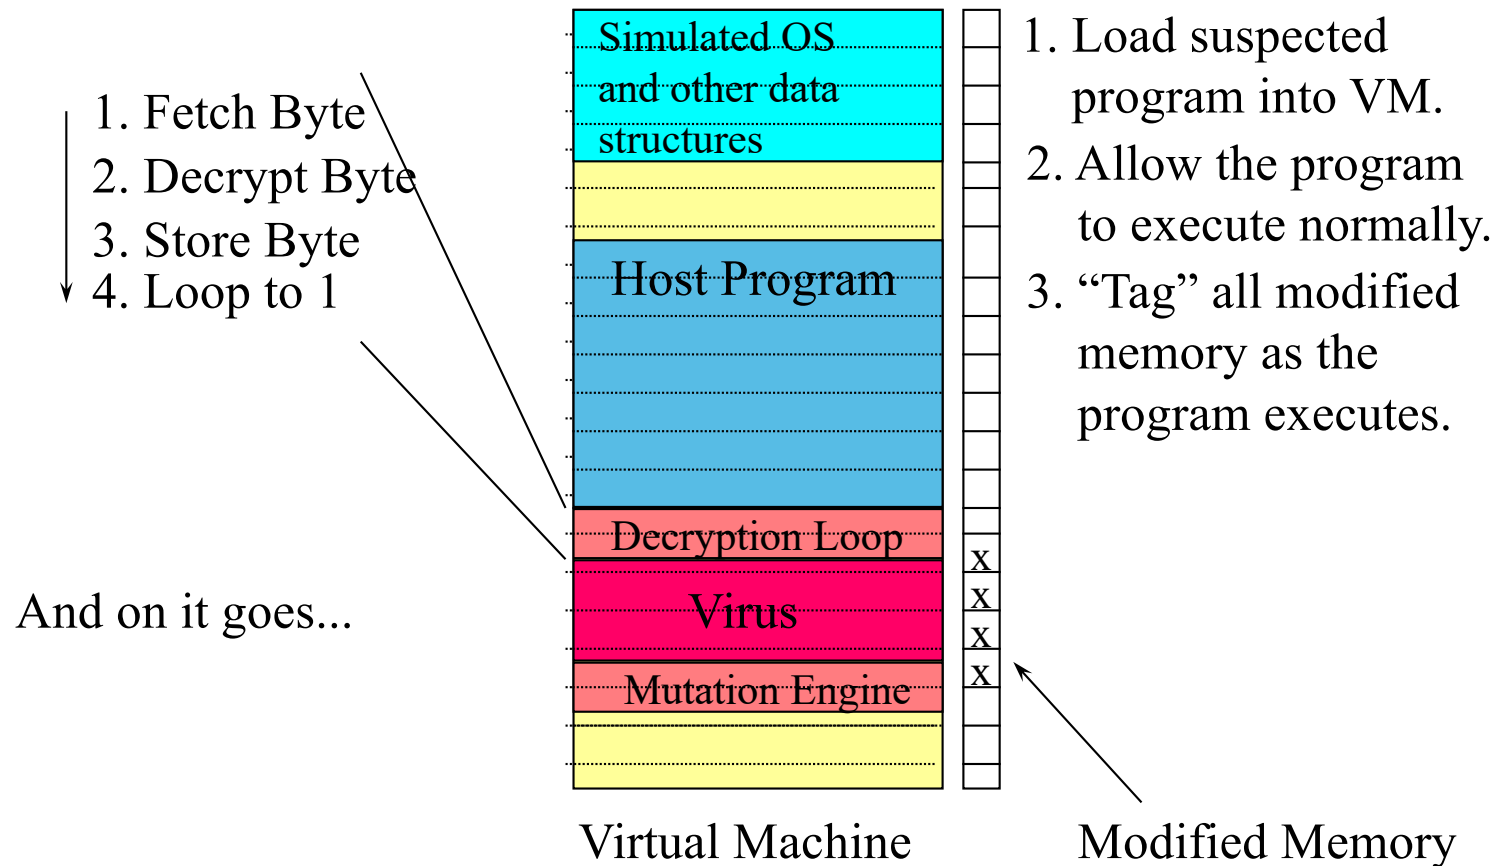 1. Fetch Byte
2. Decrypt Byte
3. Store Byte
4. Loop to 1
And on it goes...
Simulated OS
and other data
structures
Host Program
Decryption Loop
Virus
Mutation Engine
Virtual Machine
x
x
x
x
1. Load suspected
program into VM.
2. Allow the program
to execute normally.
3. “Tag” all modified
memory as the
program executes.
Modified Memory